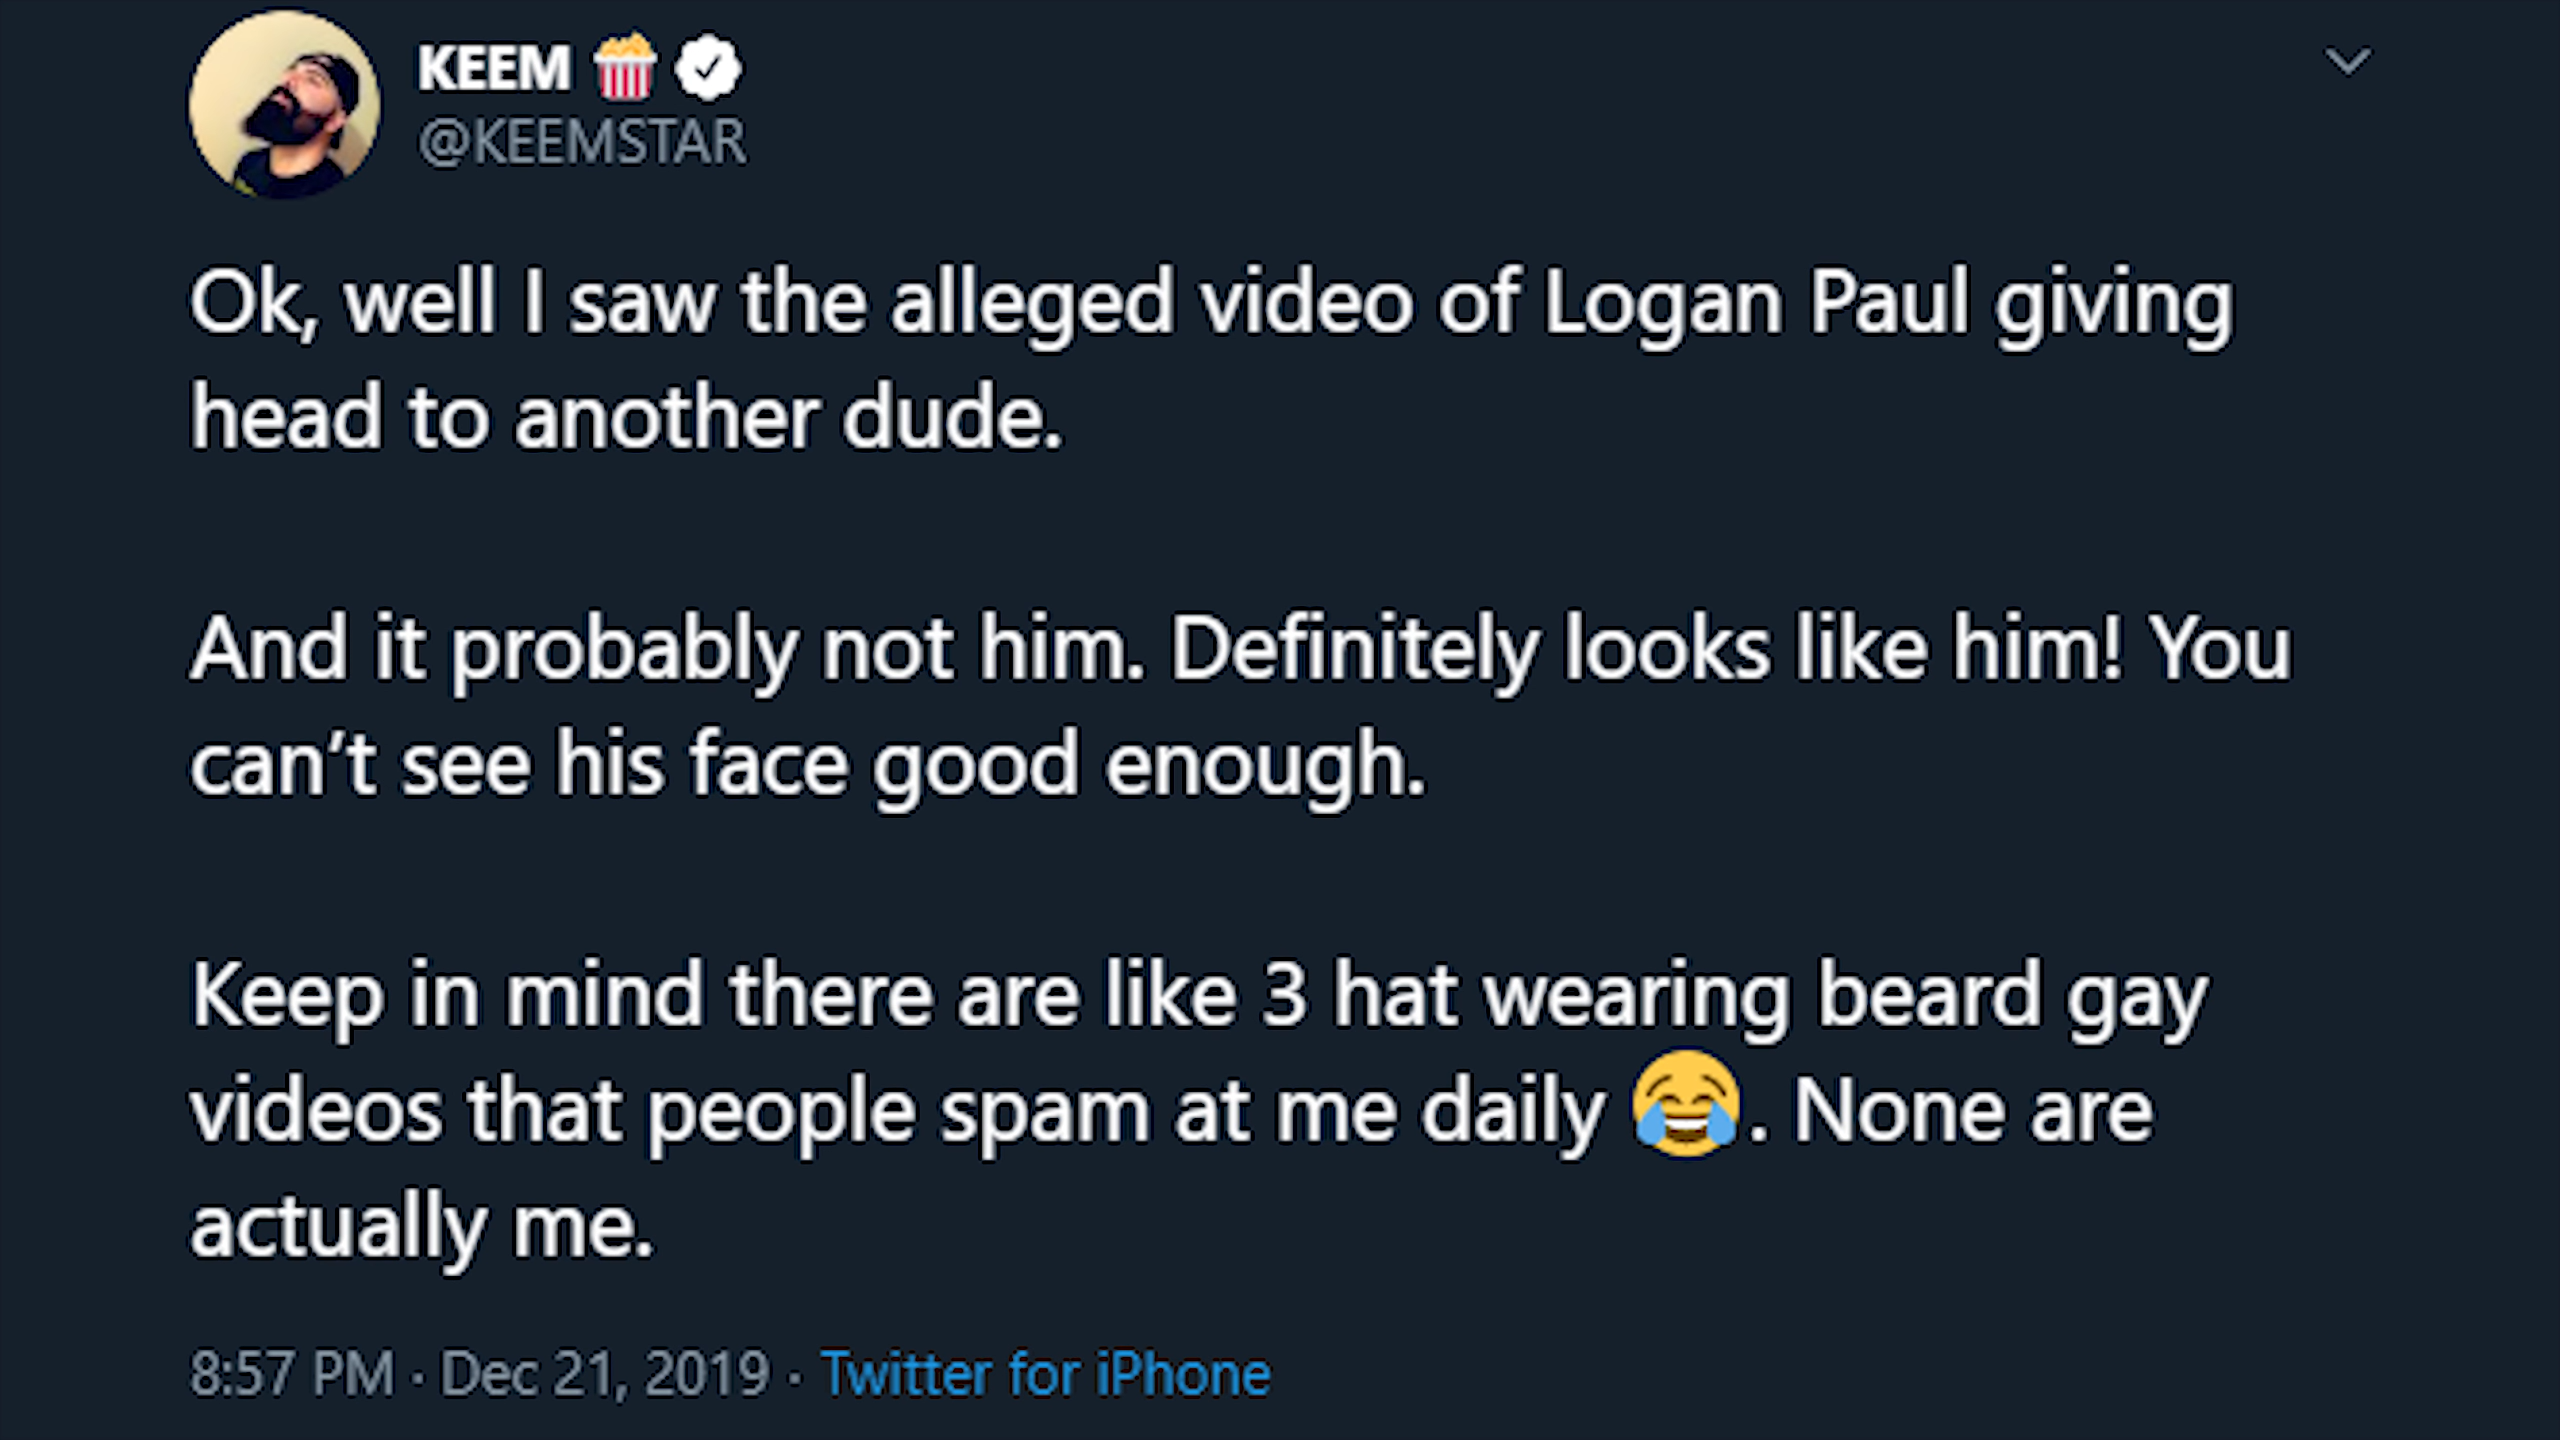 KEEM 🍿
@KEEMSTAR
Ok, well I saw the alleged video of Logan Paul giving
head to another dude.
And it probably not him. Definitely looks like him! You
can’t see his face good enough.
Keep in mind there are like 3 hat wearing beard gay
videos that people spam at me daily 😂. None are
actually me.
8:57 PM · Dec 21, 2019 · Twitter for iPhone